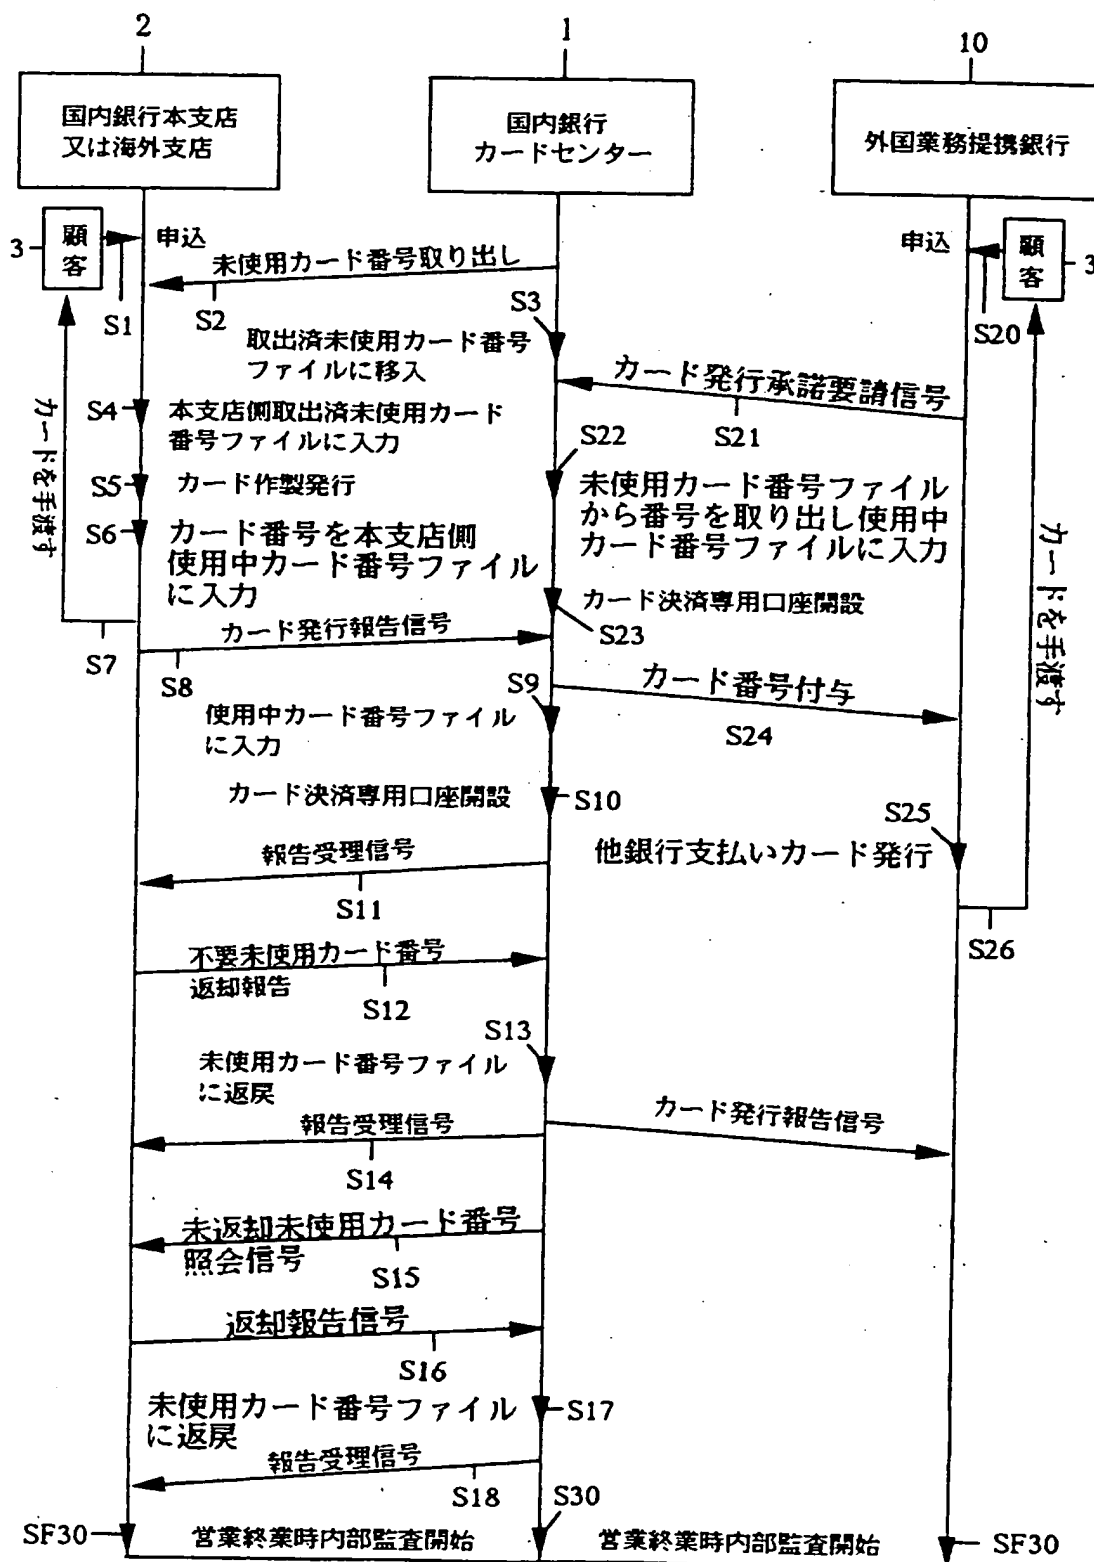 2
1
10
国内銀行本支店
又は海外支店
国内銀行
カードセンター
外国業務提携銀行
3
顧客
申込
S1
未使用カード番号取り出し
S2
S3
申込
顧客
3
S20
取出済未使用カード番号
ファイルに移入
カード発行承諾要請信号
S21
S4
本支店側取出済未使用カード
番号ファイルに入力
S22
カードを手渡す
S5
カード作製発行
未使用カード番号ファイル
から番号を取り出し使用中
カード番号ファイルに入力
S6
カード番号を本支店側
使用中カード番号ファイル
に入力
カードを手渡す
カード決済専用口座開設
S23
S7
カード発行報告信号
S8
S9
カード番号付与
S24
使用中カード番号ファイル
に入力
カード決済専用口座開設
S10
S25
他銀行支払いカード発行
報告受理信号
S11
S26
不要未使用カード番号
返却報告
S12
S13
未使用カード番号ファイル
に返戻
カード発行報告信号
報告受理信号
S14
未返却未使用カード番号
照会信号
S15
返却報告信号
S16
未使用カード番号ファイル
に返戻
S17
報告受理信号
S18
S30
SF30
営業終業時内部監査開始
営業終業時内部監査開始
SF30